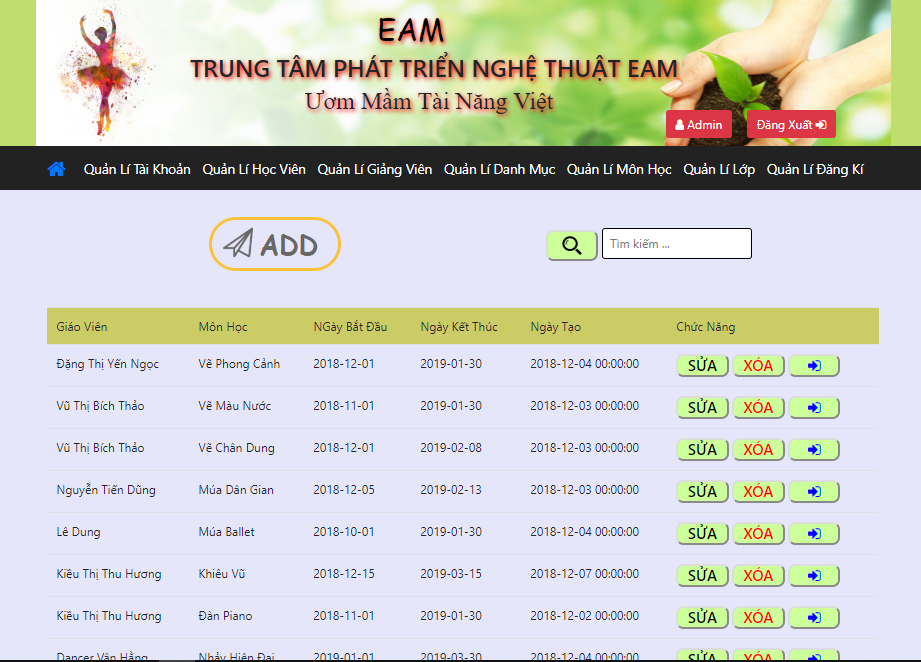 EAM
TRUNG TÂM PHÁT TRIỂN NGHỆ THUẬT EAM
Ươm Mầm Tài Năng Việt
Admin Đăng Xuất
Quản Lí Tài Khoản Quản Lí Học Viên Quản Lí Giảng Viên Quản Lí Danh Mục Quản Lí Môn Học Quản Lí Lớp Quản Lí Đăng Kí
ADD Tìm kiếm ...
Giáo Viên Môn Học NGày Bắt Đầu Ngày Kết Thúc Ngày Tạo Chức Năng
Đặng Thị Yến Ngọc Vẽ Phong Cảnh 2018-12-01 2019-01-30 2018-12-04 00:00:00 SỬA XÓA
Vũ Thị Bích Thảo Vẽ Màu Nước 2018-11-01 2019-01-30 2018-12-03 00:00:00 SỬA XÓA
Vũ Thị Bích Thảo Vẽ Chân Dung 2018-12-01 2019-02-08 2018-12-03 00:00:00 SỬA XÓA
Nguyễn Tiến Dũng Múa Dân Gian 2018-12-05 2019-02-13 2018-12-03 00:00:00 SỬA XÓA
Lê Dung Múa Ballet 2018-10-01 2019-01-30 2018-12-04 00:00:00 SỬA XÓA
Kiều Thị Thu Hương Khiêu Vũ 2018-12-15 2019-03-15 2018-12-07 00:00:00 SỬA XÓA
Kiều Thị Thu Hương Đàn Piano 2018-11-01 2019-01-30 2018-12-02 00:00:00 SỬA XÓA
Dancer Vân Hằng Nhảy Hiện Đại 2019-01-01 2019-03-30 2018-12-04 00:00:00 SỬA XÓA